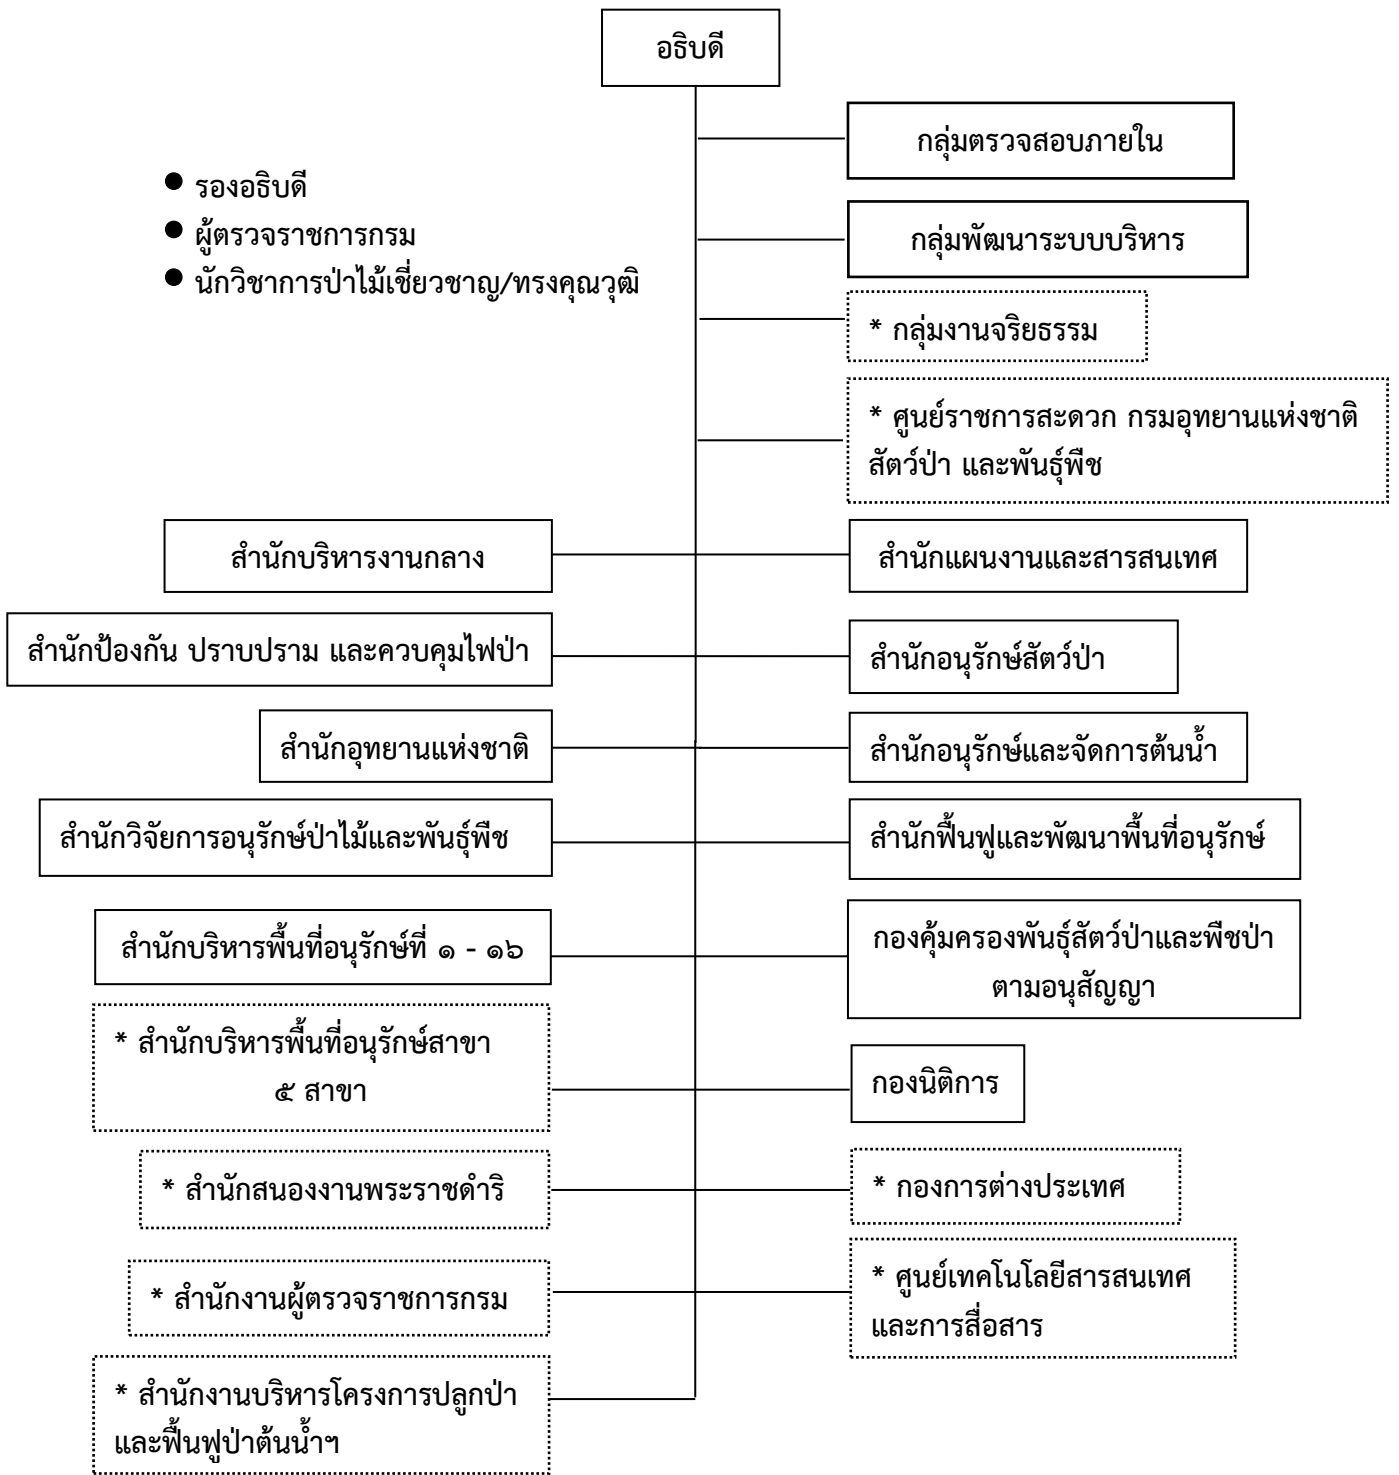 อธิบดี
กลุ่มตรวจสอบภายใน
● รองอธิบดี
● ผู้ตรวจราชการกรม
● นักวิชาการป่าไม้เชี่ยวชาญ/ทรงคุณวุฒิ
กลุ่มพัฒนาระบบบริหาร
* กลุ่มงานจริยธรรม
* ศูนย์ราชการสะดวก กรมอุทยานแห่งชาติ
สัตว์ป่า และพันธุ์พืช
สำนักบริหารงานกลาง
สำนักแผนงานและสารสนเทศ
สำนักป้องกัน ปราบปราม และควบคุมไฟป่า
สำนักอนุรักษ์สัตว์ป่า
สำนักอุทยานแห่งชาติ
สำนักอนุรักษ์และจัดการต้นน้ำ
สำนักวิจัยการอนุรักษ์ป่าไม้และพันธุ์พืช
สำนักฟื้นฟูและพัฒนาพื้นที่อนุรักษ์
สำนักบริหารพื้นที่อนุรักษ์ที่ ๑ - ๑๖
กองคุ้มครองพันธุ์สัตว์ป่าและพืชป่า
ตามอนุสัญญา
* สำนักบริหารพื้นที่อนุรักษ์สาขา
๕ สาขา
กองนิติการ
* สำนักสนองงานพระราชดำริ
* กองการต่างประเทศ
* สำนักงานผู้ตรวจราชการกรม
* ศูนย์เทคโนโลยีสารสนเทศ
และการสื่อสาร
* สำนักงานบริหารโครงการปลูกป่า
และฟื้นฟูป่าต้นน้ำฯ